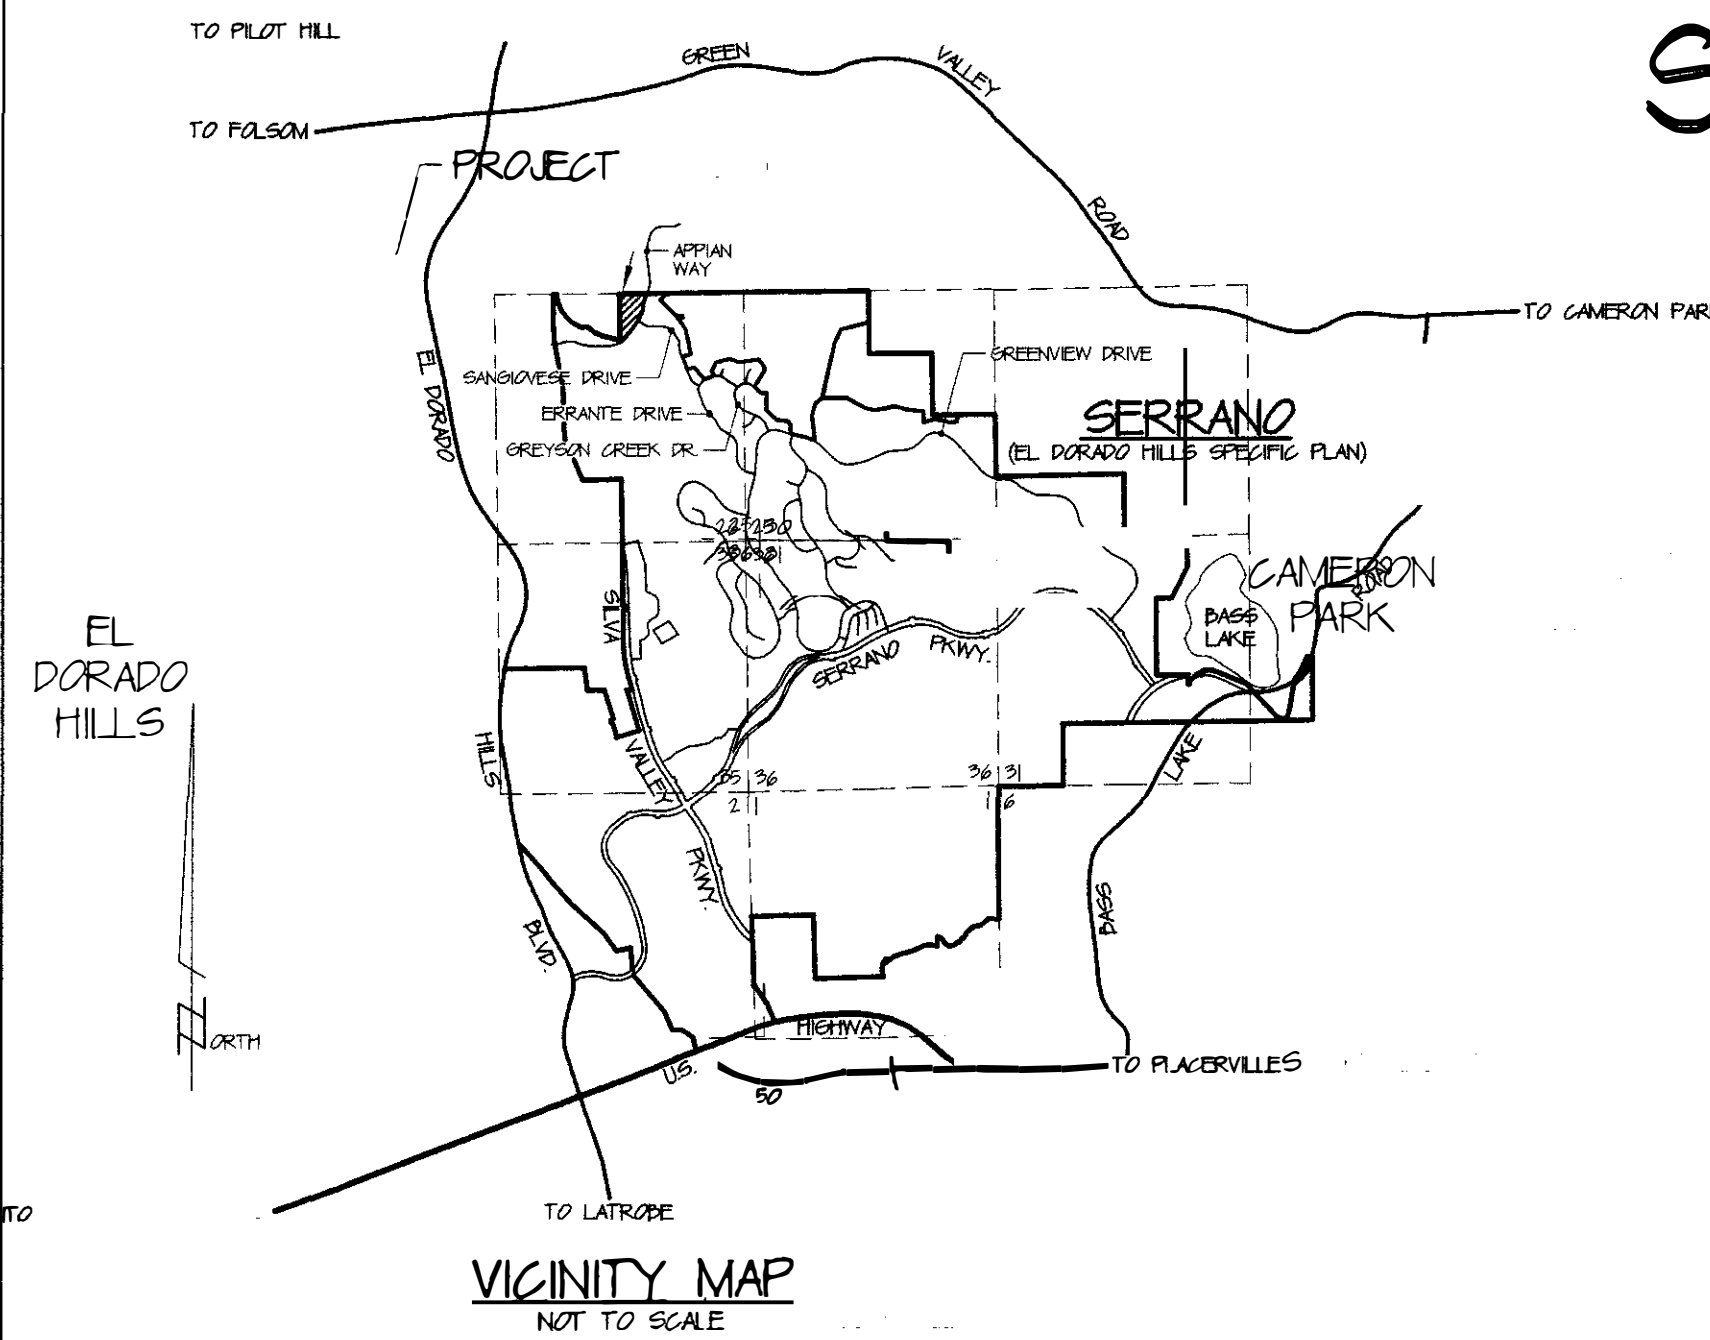 TO PILOT HILL
GREEN
VALLEY
TO FOLSOM
PROJECT
ROAD
APPIAN
WAY
TO CAMERON PAR
EL DORADO
SANGIOVESE DRIVE
GREENVIEW DRIVE
ERRANTE DRIVE
GREYSON CREEK DR.
SERRANO
(EL DORADO HILLS SPECIFIC PLAN)
CAMERON
PARK
ROAD
BASS
LAKE
SILVA
EL
DORADO
HILLS
SERRANO
PKWY.
HILLS
VALLEY
LAKE
35 36
2 1
36 31
1 6
PKWY.
BASS
BLVD.
NORTH
HIGHWAY
U.S.
50
TO PLACERVILLES
TO LATROBE
VICINITY MAP
NOT TO SCALE